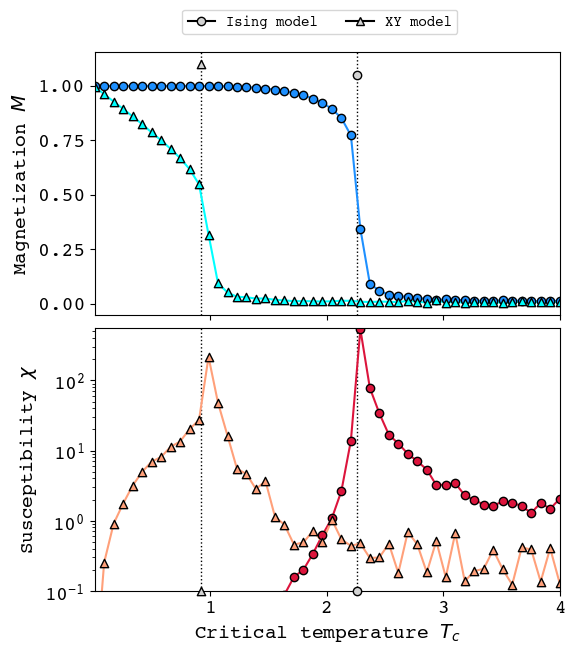 Ising model XY model
Magnetization M
1.00
0.75
0.50
0.25
0.00
Susceptibility χ
10²
10¹
10⁰
10⁻¹
1 2 3 4
Critical temperature T_c